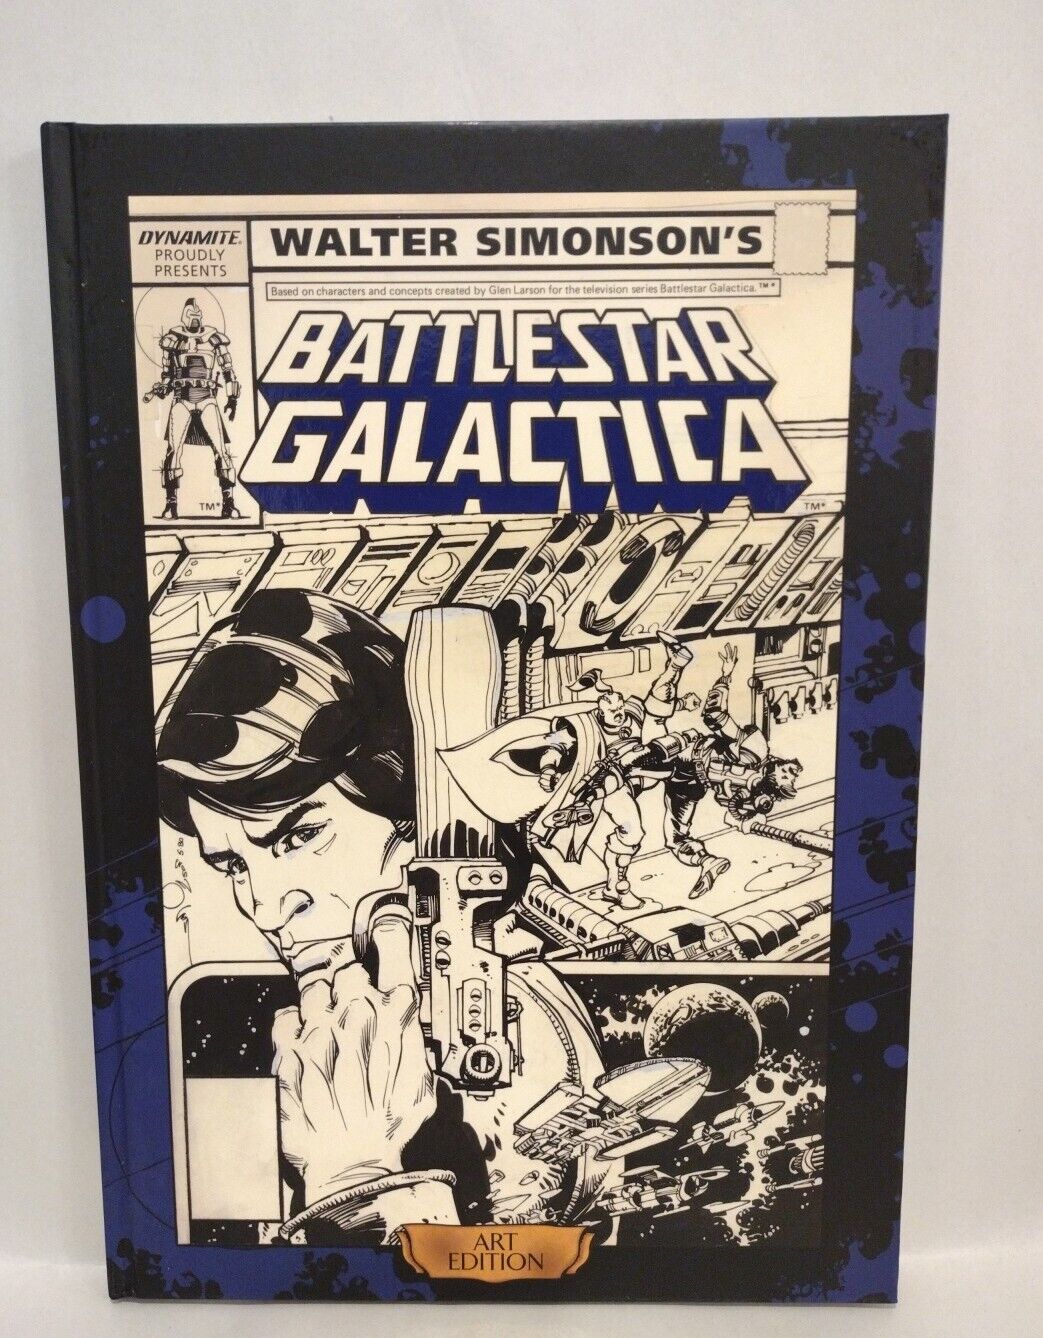 DYNAMITE®
PROUDLY
PRESENTS
WALTER SIMONSON'S
Based on characters and concepts created by Glen Larson for the television series Battlestar Galactica.™*
BATTLESTAR
GALACTICA
TM*
TM*
ART
EDITION